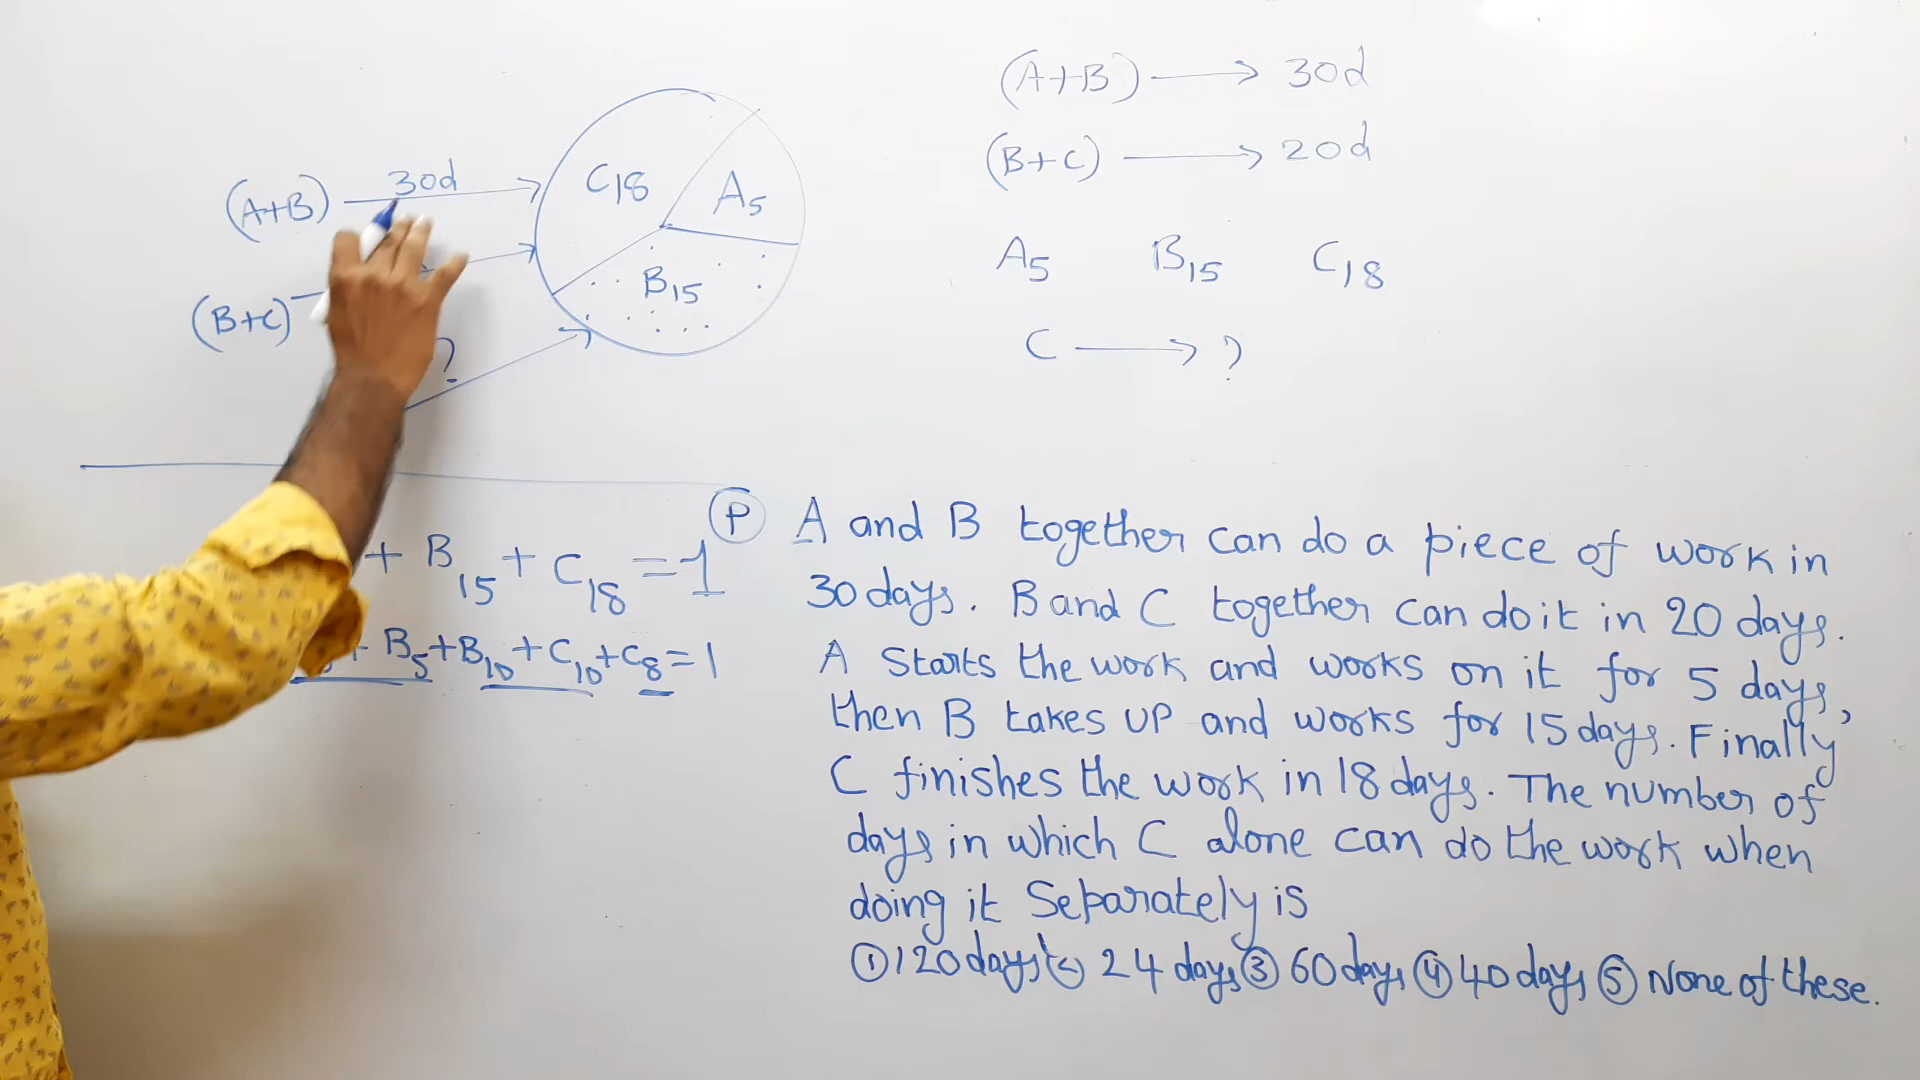 (A+B) 30d
(B+C)
?
C18 A5
B15
(A+B) → 30d
(B+C) → 20d
A5 B15 C18
C → ?
+ B15 + C18 = 1
+ B5 + B10 + C10 + C8 = 1
P A and B together can do a piece of work in
30 days. B and C together can do it in 20 days.
A starts the work and works on it for 5 days,
then B takes up and works for 15 days. Finally
C finishes the work in 18 days. The number of
days in which C alone can do the work when
doing it separately is
① 120 days ② 24 days ③ 60 days ④ 40 days ⑤ None of these.